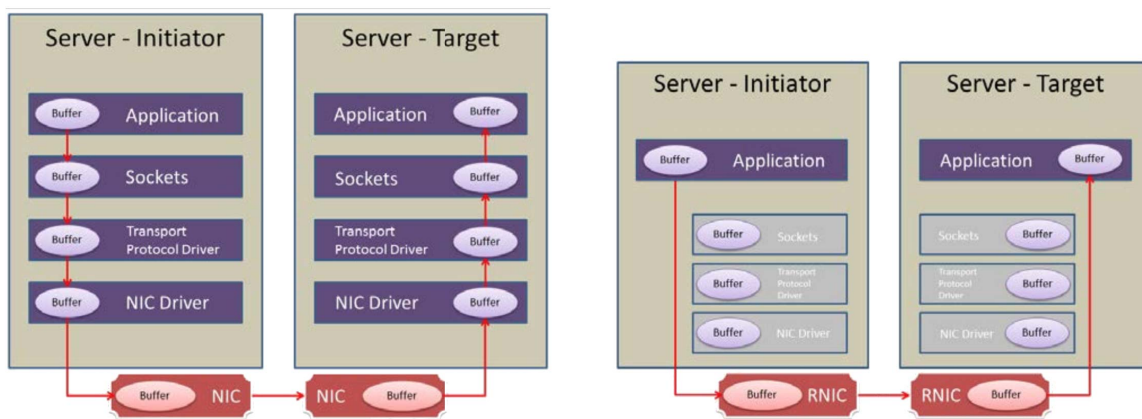 Server - Initiator
Buffer Application
Buffer Sockets
Buffer Transport
Protocol Driver
Buffer NIC Driver
Buffer NIC
Server - Target
Application Buffer
Sockets Buffer
Transport
Protocol Driver Buffer
NIC Driver Buffer
NIC Buffer
Server - Initiator
Buffer Application
Buffer Sockets
Buffer Transport
Protocol
Driver
Buffer NIC Driver
Buffer RNIC
Server - Target
Application Buffer
Sockets Buffer
Transport
Protocol Buffer
Driver
NIC Driver Buffer
RNIC Buffer